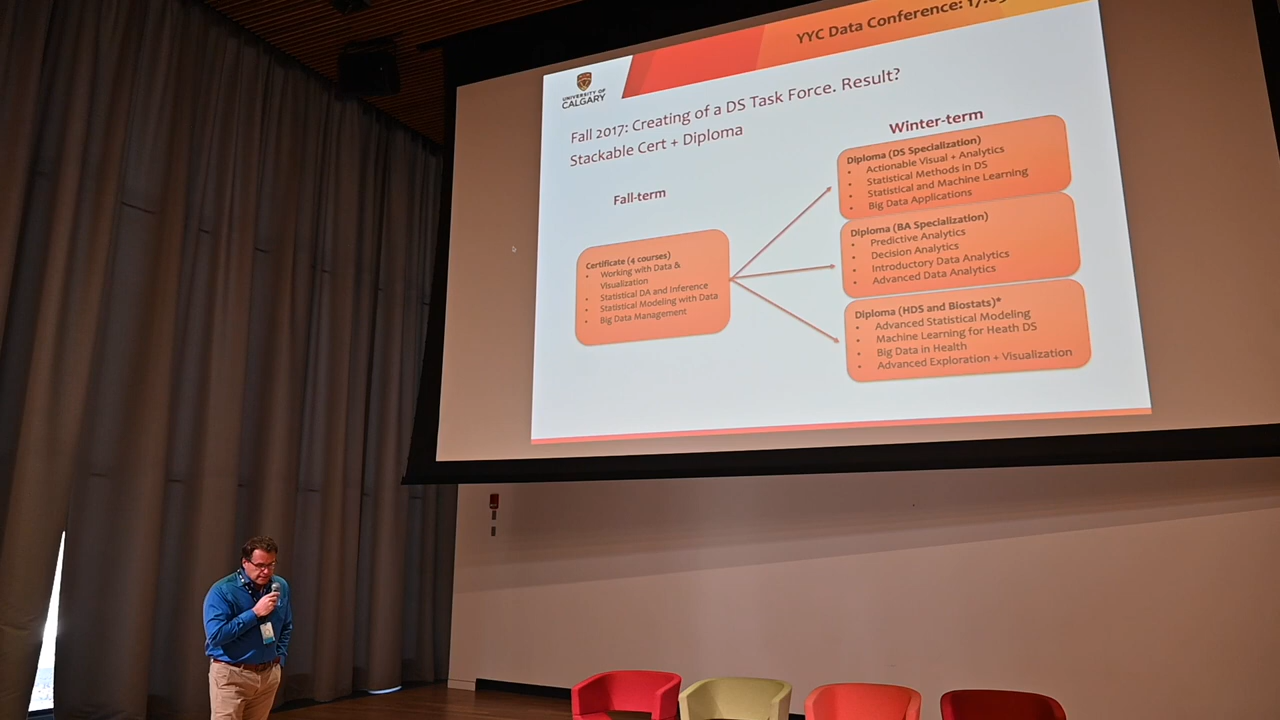 YYC Data Conference:
UNIVERSITY OF
CALGARY
Fall 2017: Creating of a DS Task Force. Result?
Stackable Cert + Diploma
Fall-term
Certificate (4 courses)
• Working with Data &
Visualization
• Statistical DA and Inference
• Statistical Modeling with Data
• Big Data Management
Winter-term
Diploma (DS Specialization)
• Actionable Visual + Analytics
• Statistical Methods in DS
• Statistical and Machine Learning
• Big Data Applications
Diploma (BA Specialization)
• Predictive Analytics
• Decision Analytics
• Introductory Data Analytics
• Advanced Data Analytics
Diploma (HDS and Biostats)*
• Advanced Statistical Modeling
• Machine Learning for Heath DS
• Big Data in Health
• Advanced Exploration + Visualization